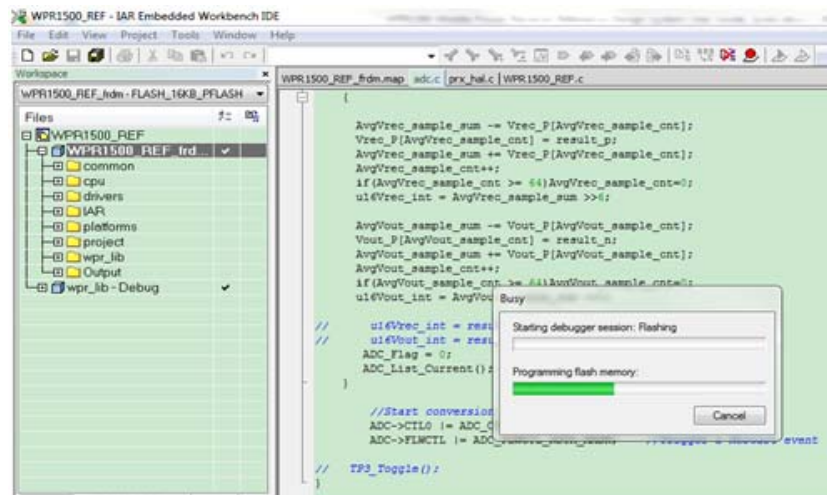 WPR1500_REF - IAR Embedded Workbench IDE
File Edit View Project Tools Window Help
Workspace
WPR1500_REF_frdm - FLASH_16KB_PFLASH
Files
WPR1500_REF
WPR1500_REF_frd...
common
cpu
drivers
IAR
platforms
project
wpr_lib
Output
wpr_lib - Debug
WPR1500_REF_frdm.map adc.c prx_hal.c WPR1500_REF.c
{
AvgVrec_sample_sum -= Vrec_P[AvgVrec_sample_cnt];
Vrec_P[AvgVrec_sample_cnt] = result_p;
AvgVrec_sample_sum += Vrec_P[AvgVrec_sample_cnt];
AvgVrec_sample_cnt++;
if(AvgVrec_sample_cnt >= 64)AvgVrec_sample_cnt=0;
u16Vrec_int = AvgVrec_sample_sum >>6;
AvgVout_sample_sum -= Vout_P[AvgVout_sample_cnt];
Vout_P[AvgVout_sample_cnt] = result_n;
AvgVout_sample_sum += Vout_P[AvgVout_sample_cnt];
AvgVout_sample_cnt++;
if(AvgVout_sample_cnt >= 64)AvgVout_sample_cnt=0;
u16Vout_int = AvgVou
// u16Vrec_int = resu
// u16Vout_int = resu
ADC_Flag = 0;
ADC_List_Current();
}
//Start conversion
ADC->CTL0 |= ADC_C
ADC->FLWCTL |= event
// TP3_Toggle();
}
Busy
Starting debugger session: Flashing
Programming flash memory:
Cancel